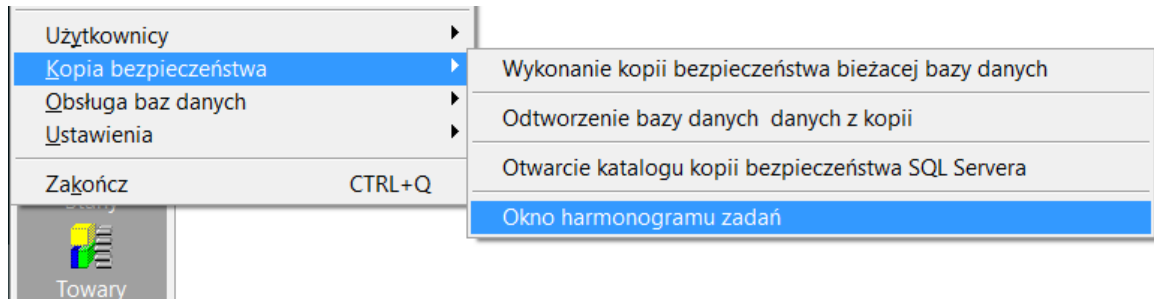 Użytkownicy
Kopia bezpieczeństwa
Wykonanie kopii bezpieczeństwa bieżacej bazy danych
Obsługa baz danych
Odtworzenie bazy danych  danych z kopii
Ustawienia
Otwarcie katalogu kopii bezpieczeństwa SQL Servera
Zakończ CTRL+Q
Okno harmonogramu zadań
Towary